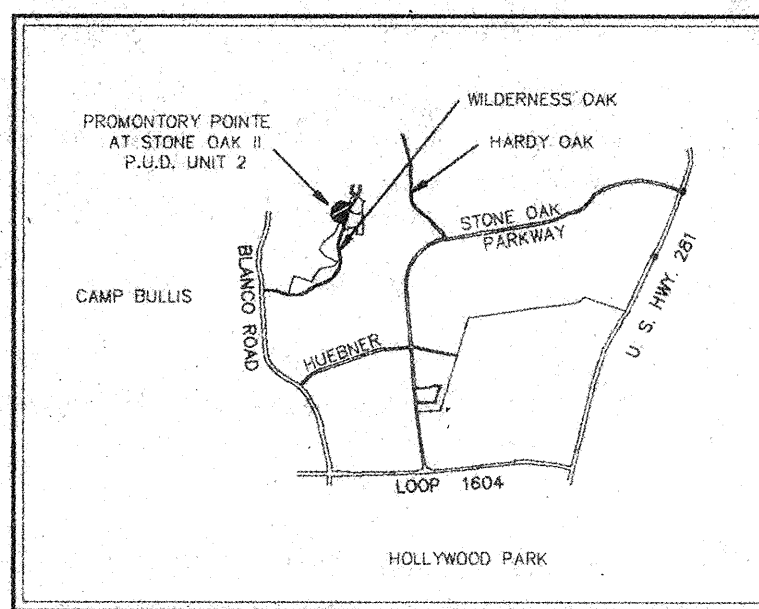 WILDERNESS OAK
PROMONTORY POINTE
AT STONE OAK II
P.U.D. UNIT 2
HARDY OAK
STONE OAK
PARKWAY
BLANCO ROAD
U. S. HWY. 281
CAMP BULLIS
HUEBNER
LOOP 1604
HOLLYWOOD PARK